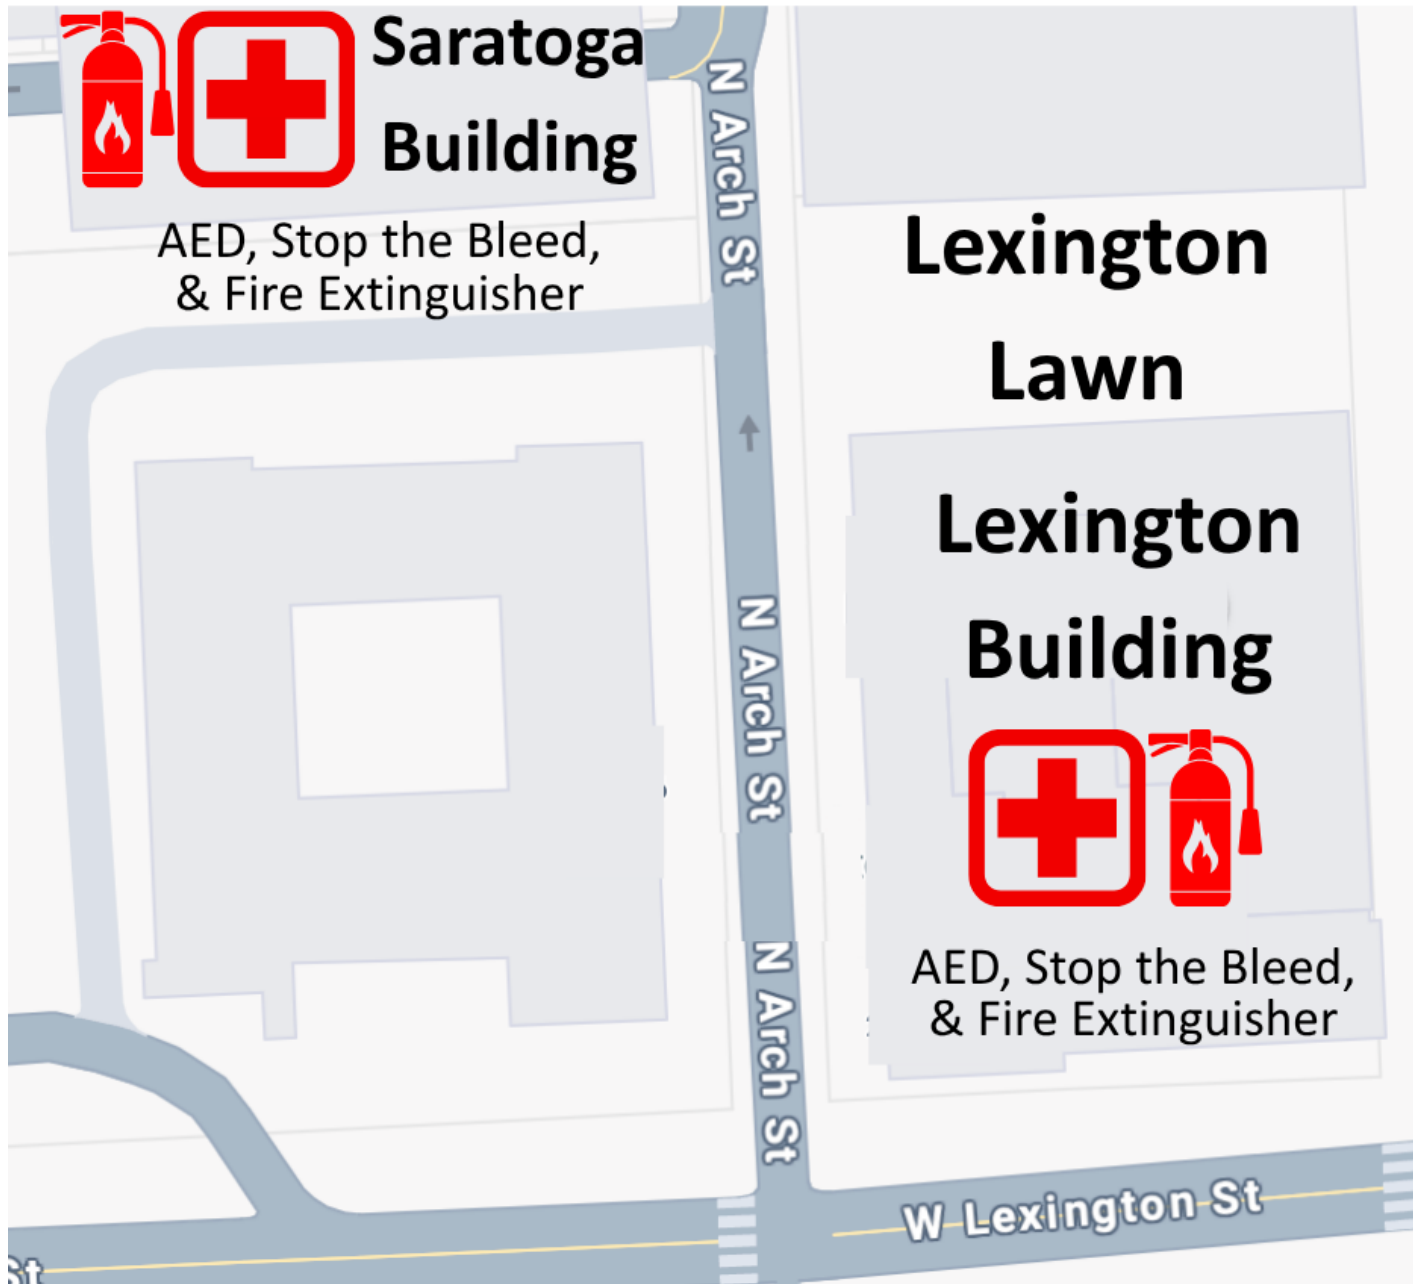 Saratoga
Building
AED, Stop the Bleed,
& Fire Extinguisher
N Arch St
Lexington
Lawn
Lexington
Building
N Arch St
AED, Stop the Bleed,
& Fire Extinguisher
N Arch St
W Lexington St
St